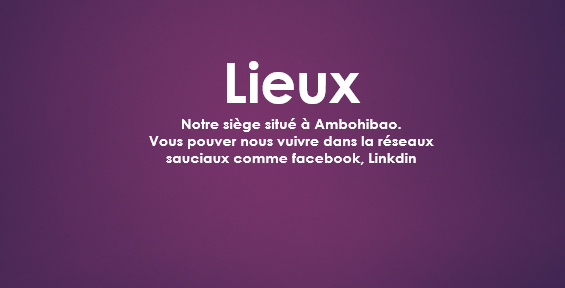 Lieux
Notre siège situé à Ambohibao.
Vous pouver nous vuivre dans la réseaux
sauciaux comme facebook, Linkdin